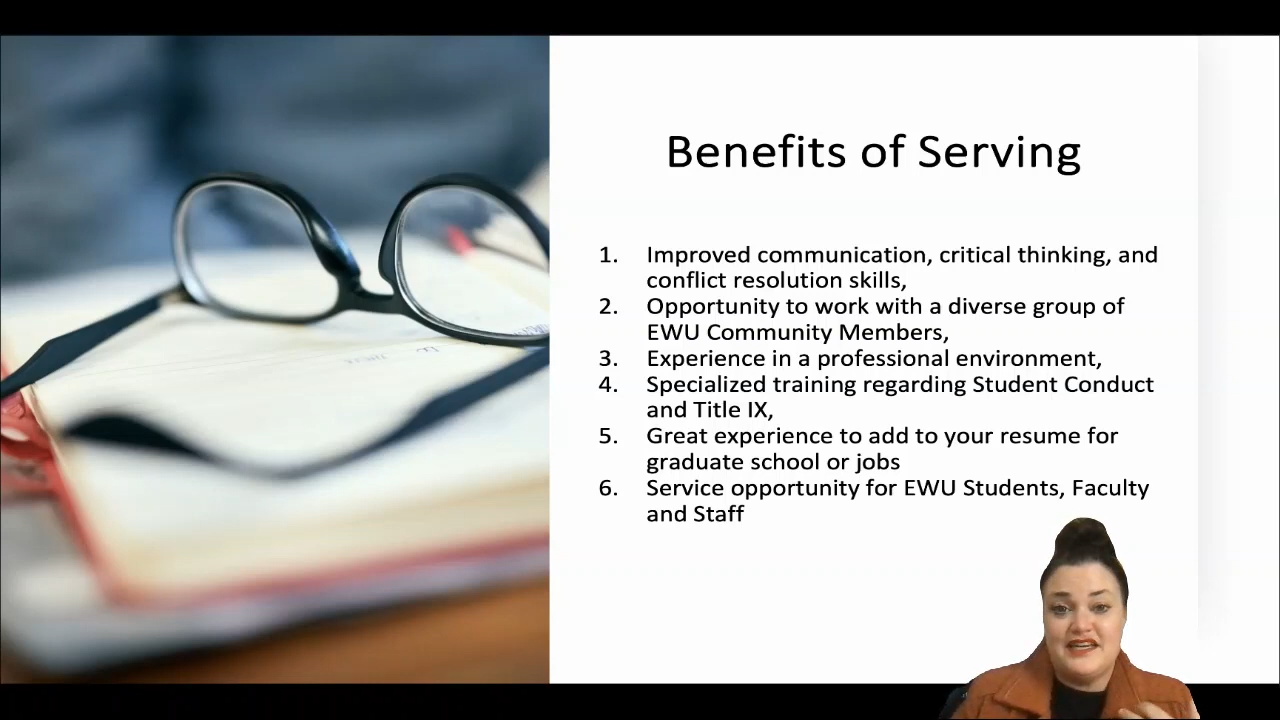 Benefits of Serving
1. Improved communication, critical thinking, and
conflict resolution skills,
2. Opportunity to work with a diverse group of
EWU Community Members,
3. Experience in a professional environment,
4. Specialized training regarding Student Conduct
and Title IX,
5. Great experience to add to your resume for
graduate school or jobs
6. Service opportunity for EWU Students, Faculty
and Staff